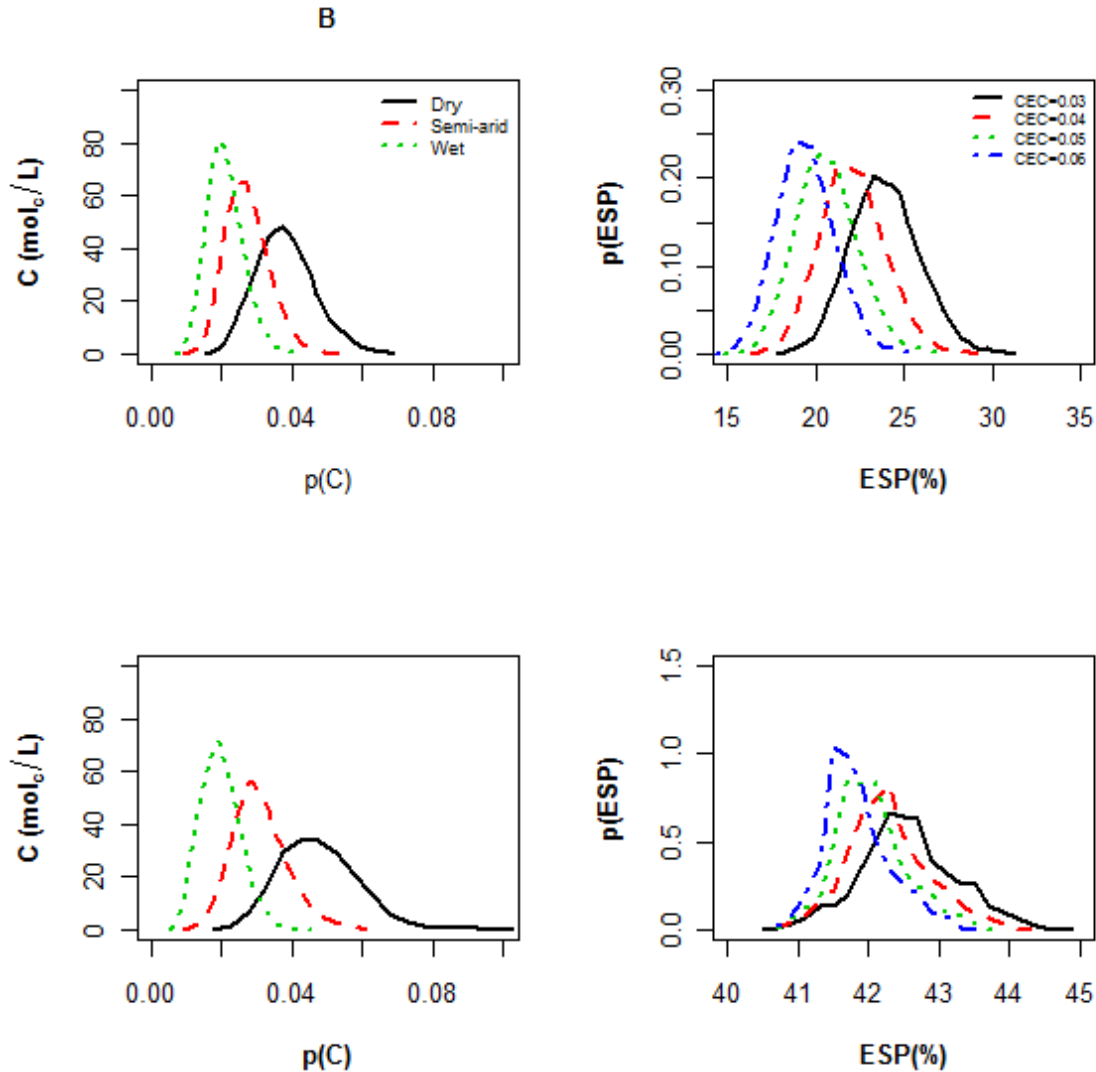 B
C (molc/ L)
0 20 40 60 80
Dry
Semi-arid
Wet
0.00 0.04 0.08
p(C)
p(ESP)
0.00 0.10 0.20 0.30
CEC=0.03
CEC=0.04
CEC=0.05
CEC=0.06
15 20 25 30 35
ESP(%)
C (molc/ L)
0 20 40 60 80
0.00 0.04 0.08
p(C)
p(ESP)
0.0 0.5 1.0 1.5
40 41 42 43 44 45
ESP(%)